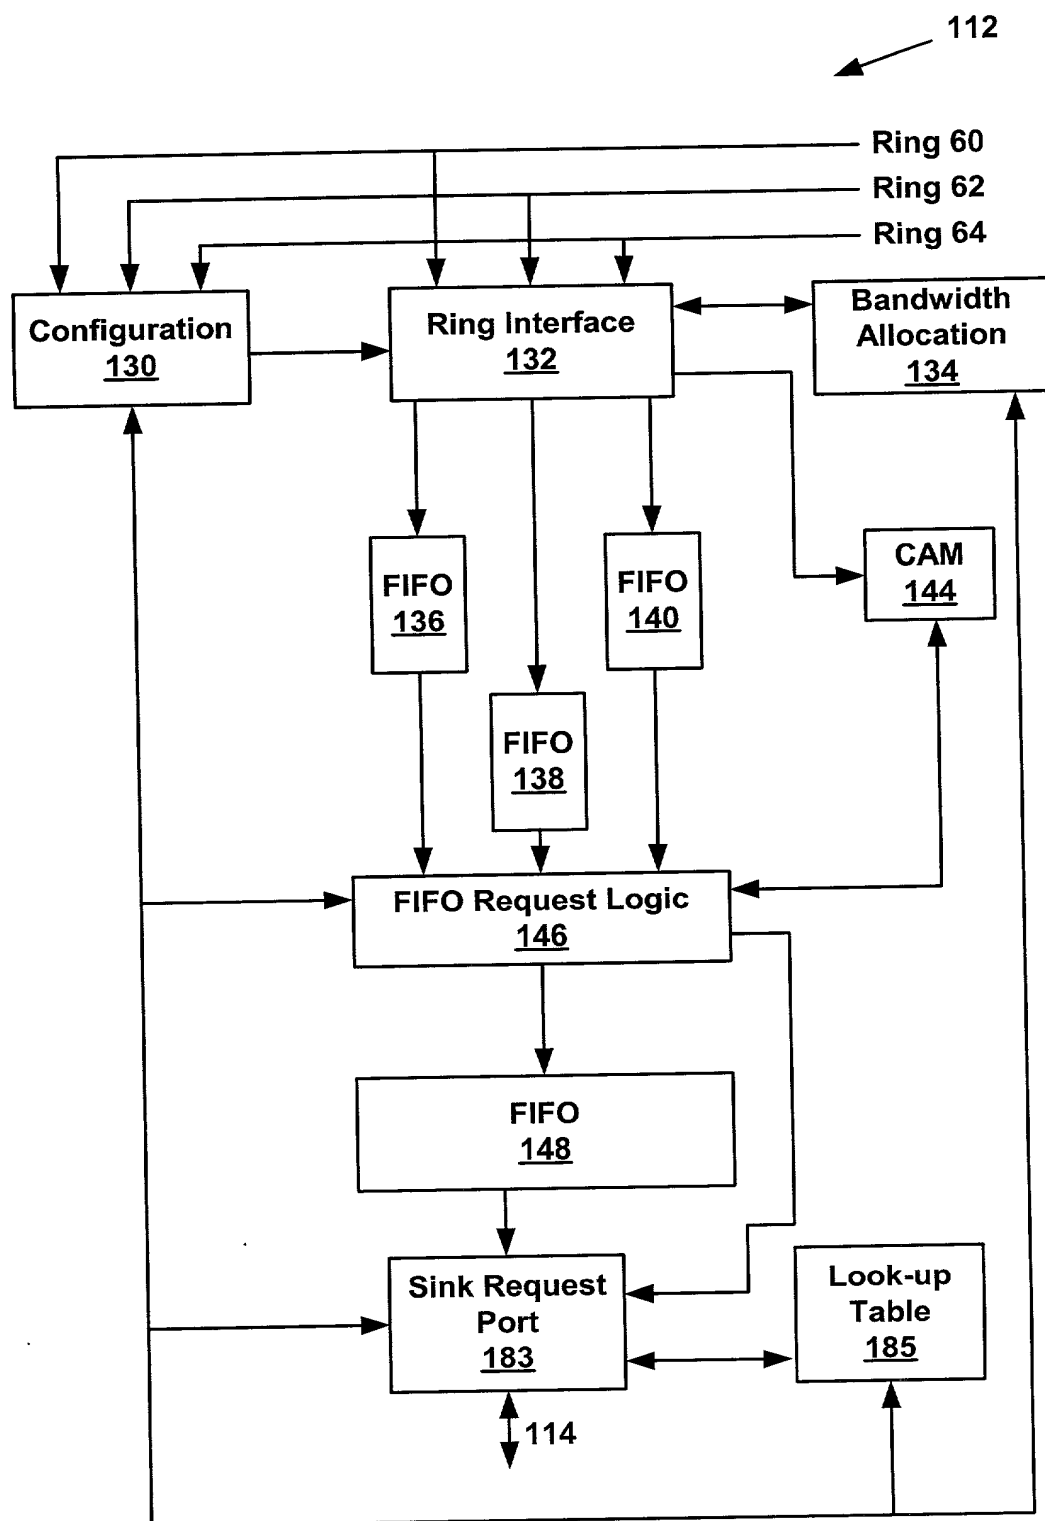 112
Ring 60
Ring 62
Ring 64
Configuration
130
Ring Interface
132
Bandwidth
Allocation
134
FIFO
136
FIFO
140
CAM
144
FIFO
138
FIFO Request Logic
146
FIFO
148
Sink Request
Port
183
Look-up
Table
185
114